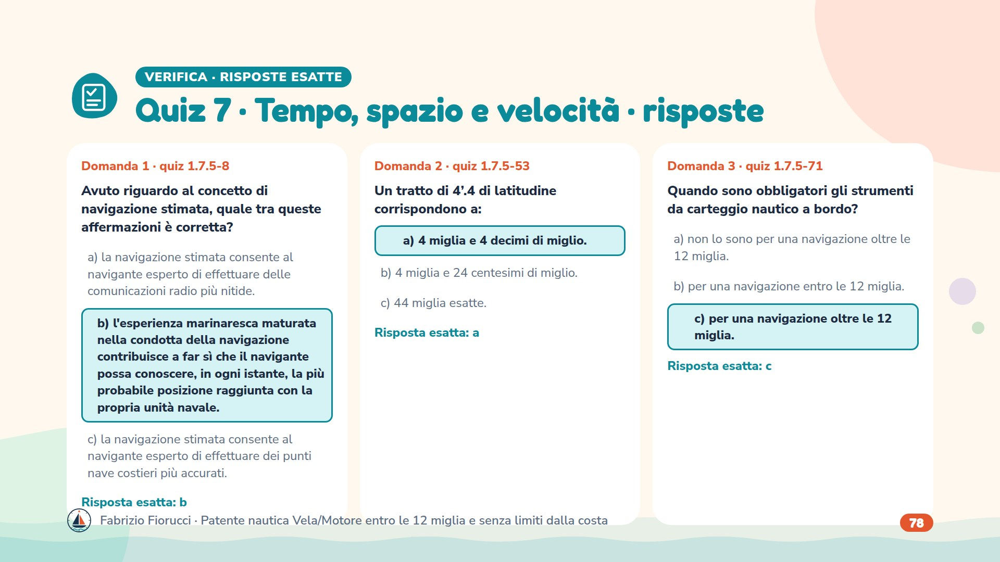 VERIFICA · RISPOSTE ESATTE
Quiz 7 · Tempo, spazio e velocità · risposte
Domanda 1 · quiz 1.7.5-8
Avuto riguardo al concetto di
navigazione stimata, quale tra queste
affermazioni è corretta?
a) la navigazione stimata consente al
navigante esperto di effettuare delle
comunicazioni radio più nitide.
b) l'esperienza marinaresca maturata
nella condotta della navigazione
contribuisce a far sì che il navigante
possa conoscere, in ogni istante, la più
probabile posizione raggiunta con la
propria unità navale.
c) la navigazione stimata consente al
navigante esperto di effettuare dei punti
nave costieri più accurati.
Risposta esatta: b
Domanda 2 · quiz 1.7.5-53
Un tratto di 4’.4 di latitudine
corrispondono a:
a) 4 miglia e 4 decimi di miglio.
b) 4 miglia e 24 centesimi di miglio.
c) 44 miglia esatte.
Risposta esatta: a
Domanda 3 · quiz 1.7.5-71
Quando sono obbligatori gli strumenti
da carteggio nautico a bordo?
a) non lo sono per una navigazione oltre le
12 miglia.
b) per una navigazione entro le 12 miglia.
c) per una navigazione oltre le 12
miglia.
Risposta esatta: c
Fabrizio Fiorucci · Patente nautica Vela/Motore entro le 12 miglia e senza limiti dalla costa
78